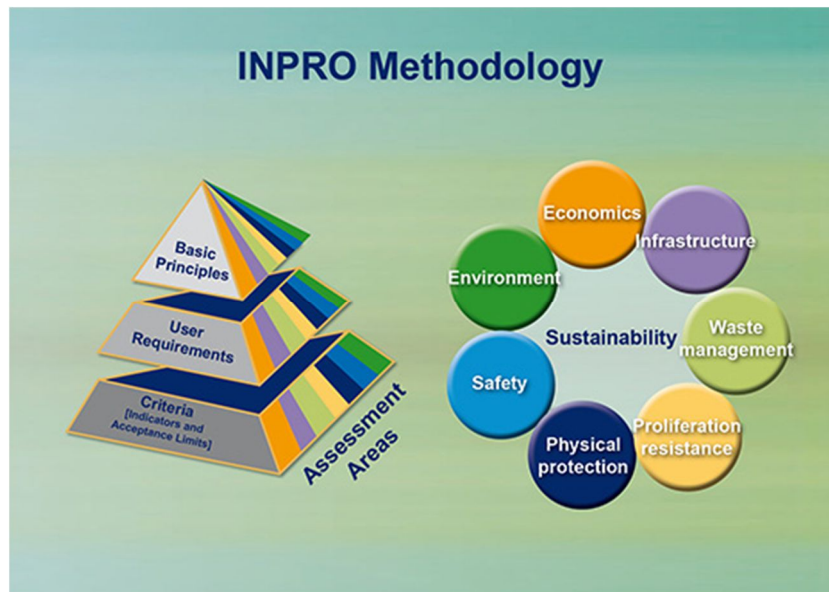 INPRO Methodology
Basic
Principles
User
Requirements
Criteria
[Indicators and
Acceptance Limits]
Assessment
Areas
Economics
Infrastructure
Environment
Sustainability
Waste
management
Safety
Physical
protection
Proliferation
resistance